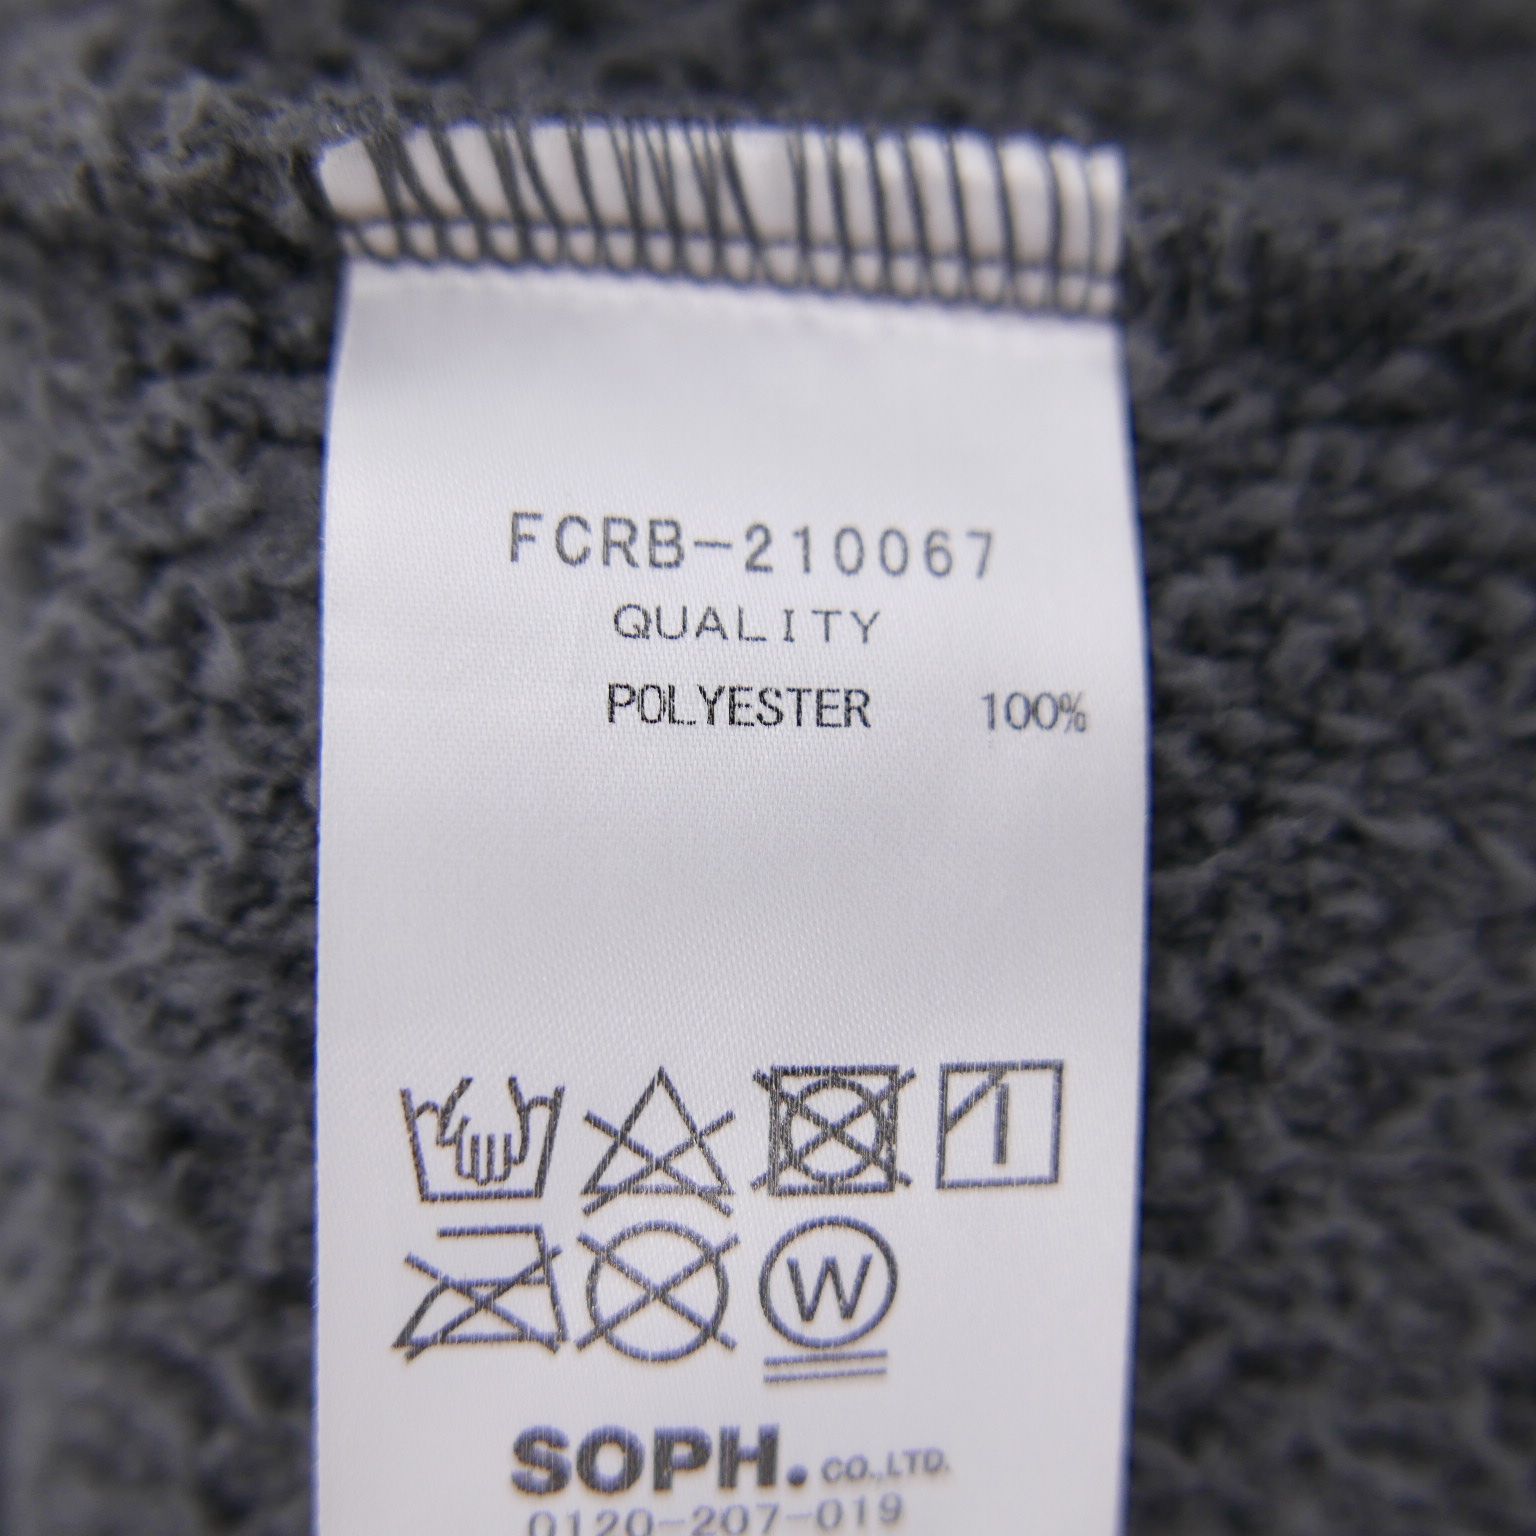 FCRB-210067
QUALITY
POLYESTER 100%
W
SOPH. CO.,LTD.
0120-207-019